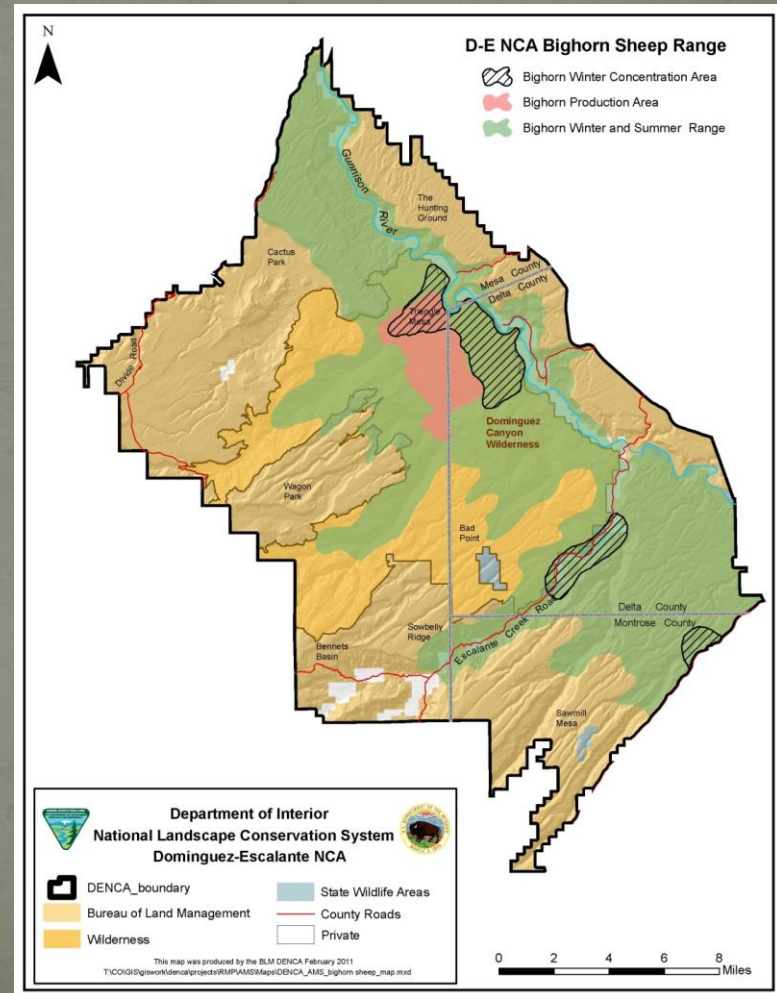 N
D-E NCA Bighorn Sheep Range
Bighorn Winter Concentration Area
Bighorn Production Area
Bighorn Winter and Summer Range
Gunnison River
The
Hunting
Ground
Cactus
Park
Mesa County
Delta County
Triangle
Mesa
Divide Road
Dominguez
Canyon
Wilderness
Wagon
Park
Bad
Point
Delta County
Montrose County
Escalante Creek Road
Sowbelly
Ridge
Bennets
Basin
Sawmill
Mesa
Department of Interior
National Landscape Conservation System
Dominguez-Escalante NCA
DENCA_boundary
Bureau of Land Management
Wilderness
State Wildlife Areas
County Roads
Private
This map was produced by the BLM DENCA February 2011
T:\CO\GIS\giswork\denca\projects\RMP\AMS\Maps\DENCA_AMS_bighorn sheep_map.mxd
0 2 4 6 8
Miles